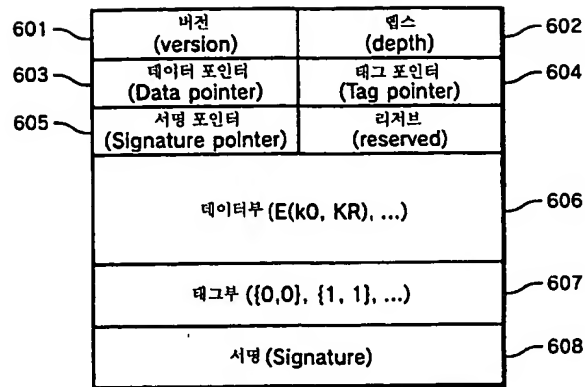 601
버전
(version)
뎁스
(depth)
602
603
데이터 포인터
(Data pointer)
태그 포인터
(Tag pointer)
604
605
서명 포인터
(Signature pointer)
리저브
(reserved)
데이터부 (E(k0, KR), ...)
606
태그부 ({0,0}, {1, 1}, ...)
607
서명 (Signature)
608